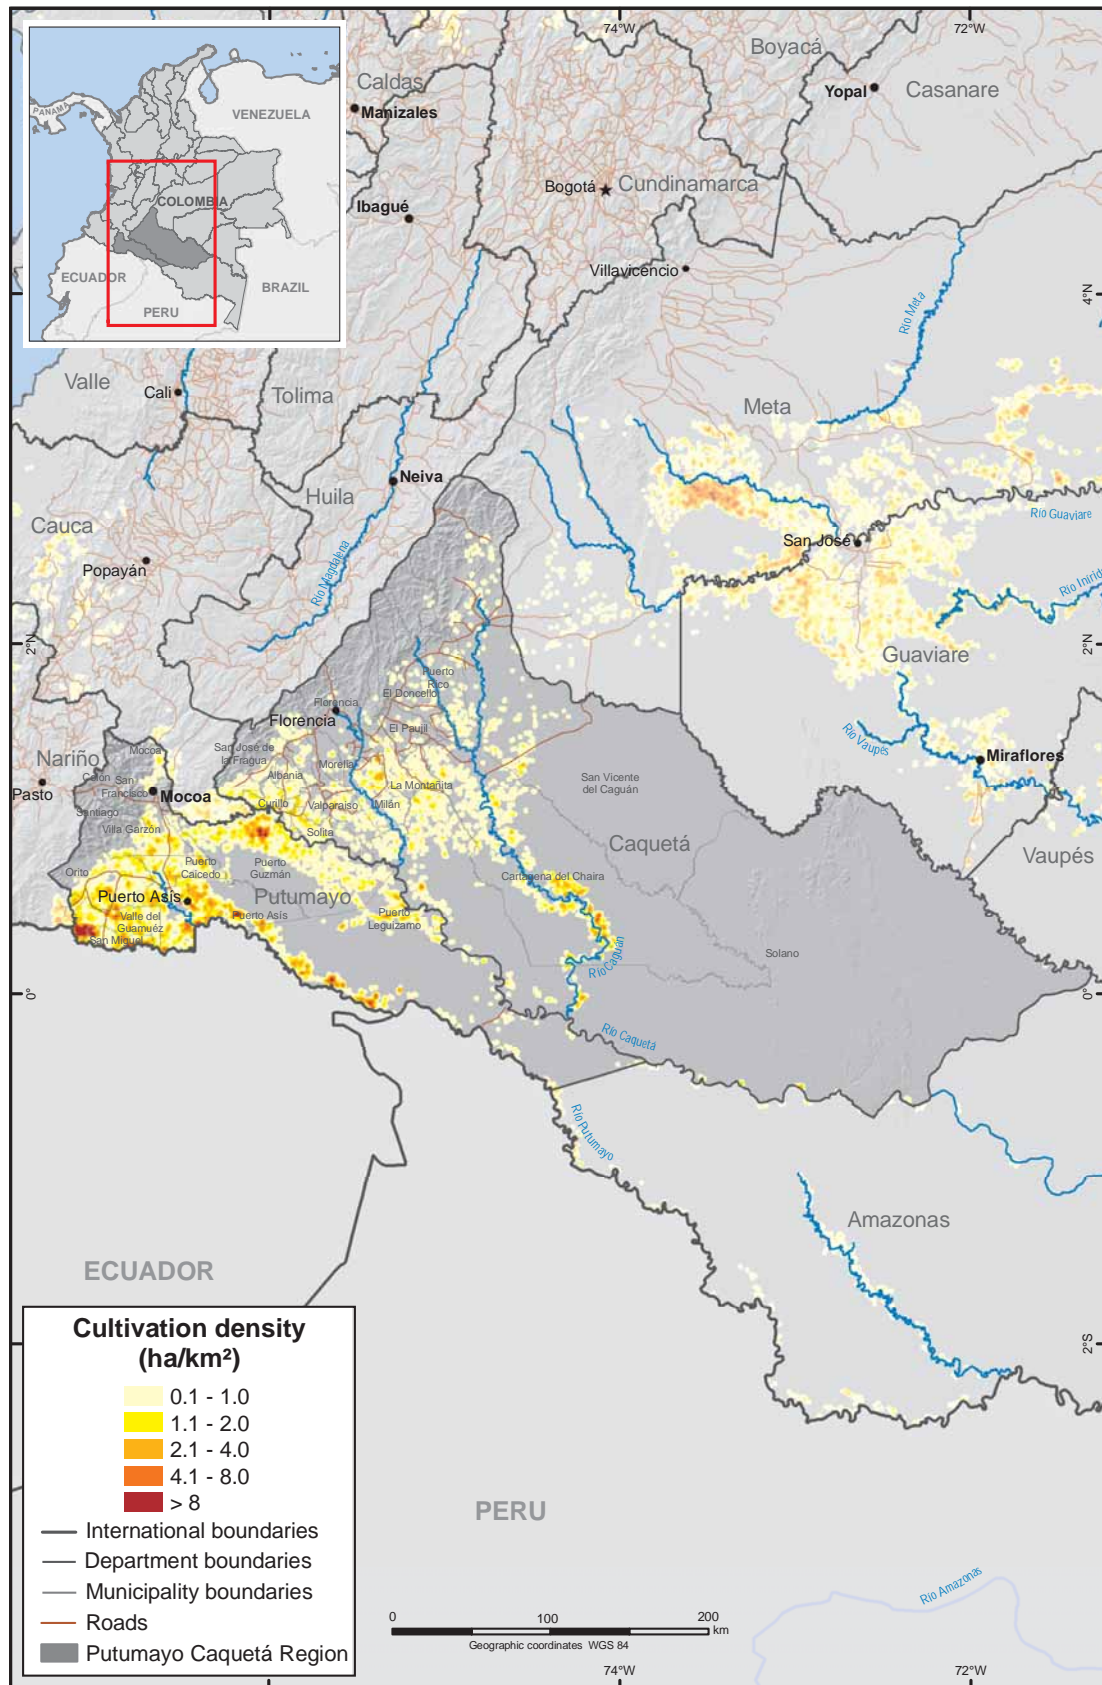 74°W
72°W
PANAMA
VENEZUELA
COLOMBIA
ECUADOR
BRAZIL
PERU
Boyacá
Caldas
Yopal
Casanare
Manizales
Bogotá
Cundinamarca
Ibagué
Villavicencio
4°N
Río Meta
Valle
Cali
Tolima
Meta
Neiva
Huila
Río Guaviare
Cauca
San José
Popayán
Río Magdalena
Río Inírid
2°N
2°N
Guaviare
Puerto
Rico
El Doncello
Florencia
Florencia
El Paujil
Río Vaupés
Nariño
Mocoa
San José de
la Fragua
Morelia
Miraflores
Pasto
Colón
San
Francisco
Albania
La Montañita
San Vicente
del Caguán
Mocoa
Santiago
Curillo
Valparaiso
Milán
Villa Garzón
Solita
Caquetá
Vaupés
Orito
Puerto
Caicedo
Puerto
Guzmán
Cartagena del Chaira
Puerto Asís
Putumayo
Valle del
Guamuéz
Puerto Asís
Puerto
Leguízamo
San Miguel
Solano
Río Caguán
0°
0°
Río Caquetá
Río Putumayo
Amazonas
ECUADOR
2°S
Cultivation density
(ha/km²)
0.1 - 1.0
1.1 - 2.0
2.1 - 4.0
4.1 - 8.0
> 8
International boundaries
Department boundaries
Municipality boundaries
Roads
Putumayo Caquetá Region
PERU
Río Amazonas
0
100
200
km
Geographic coordinates WGS 84
74°W
72°W